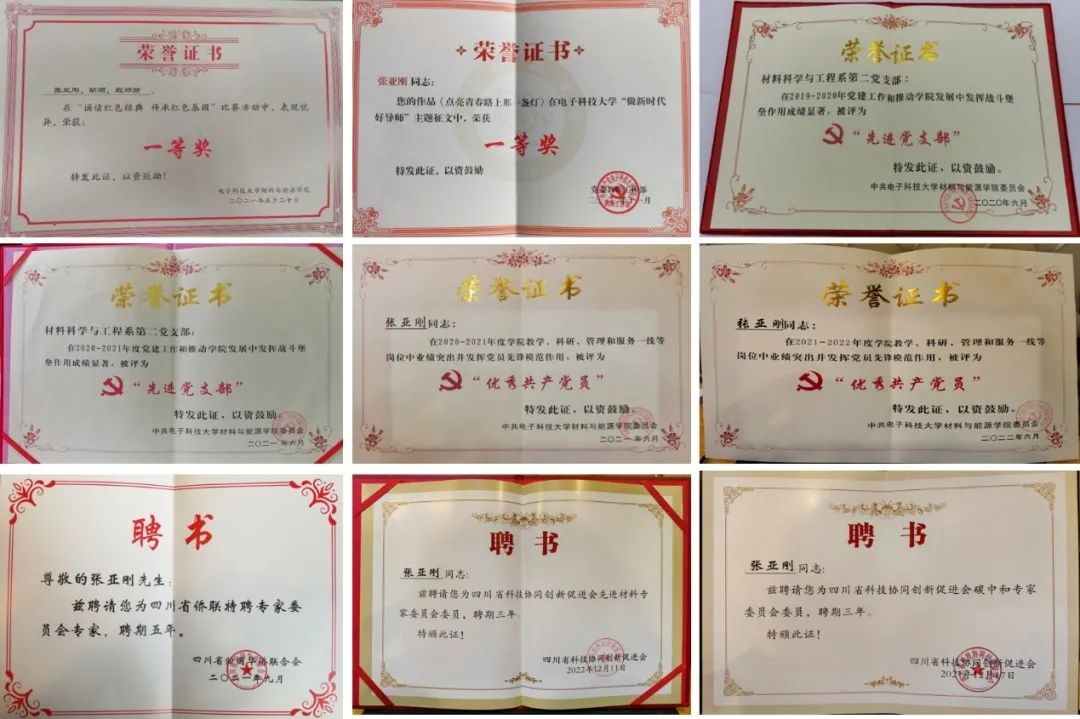 荣誉证书
张亚刚、
在“诵读红色经典 传承红色基因”比赛活动中，表现优
异，荣获：
一等奖
特发此证，以资鼓励！
电子科技大学材料与能源学院
二〇二一年五月二十日
荣誉证书
张亚刚同志：
您的作品《点亮青春路上那一盏灯》在电子科技大学“做新时代
好导师”主题征文中，荣获
一等奖
特发此证，以资鼓励
荣誉证书
材料科学与工程系第二党支部：
在2019-2020年党建工作和推动学院发展中发挥战斗堡
垒作用成绩显著，被评为
“先进党支部”
特发此证，以资鼓励。
中共电子科技大学材料与能源学院委员会
二〇二〇年六月
荣誉证书
材料科学与工程系第二党支部：
在2020-2021年度党建工作和推动学院发展中发挥战斗堡
垒作用成绩显著，被评为
“先进党支部”
特发此证，以资鼓励。
中共电子科技大学材料与能源学院委员会
二〇二一年六月
荣誉证书
张亚刚同志：
在2020-2021年度学院教学、科研、管理和服务一线等
岗位中业绩突出并发挥党员先锋模范作用，被评为
“优秀共产党员”
特发此证，以资鼓励。
中共电子科技大学材料与能源学院委员会
二〇二一年六月
荣誉证书
张亚刚同志：
在2021-2022年度学院教学、科研、管理和服务一线等
岗位中业绩突出并发挥党员先锋模范作用，被评为
“优秀共产党员”
特发此证，以资鼓励。
中共电子科技大学材料与能源学院委员会
二〇二二年六月
聘书
尊敬的张亚刚先生：
兹聘请您为四川省侨联特聘专家委
员会专家，聘期五年。
四川省归国华侨联合会
二〇二一年九月
聘书
张亚刚同志：
兹聘请您为四川省科技协同创新促进会先进材料专
家委员会委员，聘期三年。
特颁此证！
四川省科技协同创新促进会
2022年12月11日
聘书
张亚刚同志：
兹聘请您为四川省科技协同创新促进会碳中和专家
委员会委员，聘期三年。
特颁此证！
四川省科技协同创新促进会